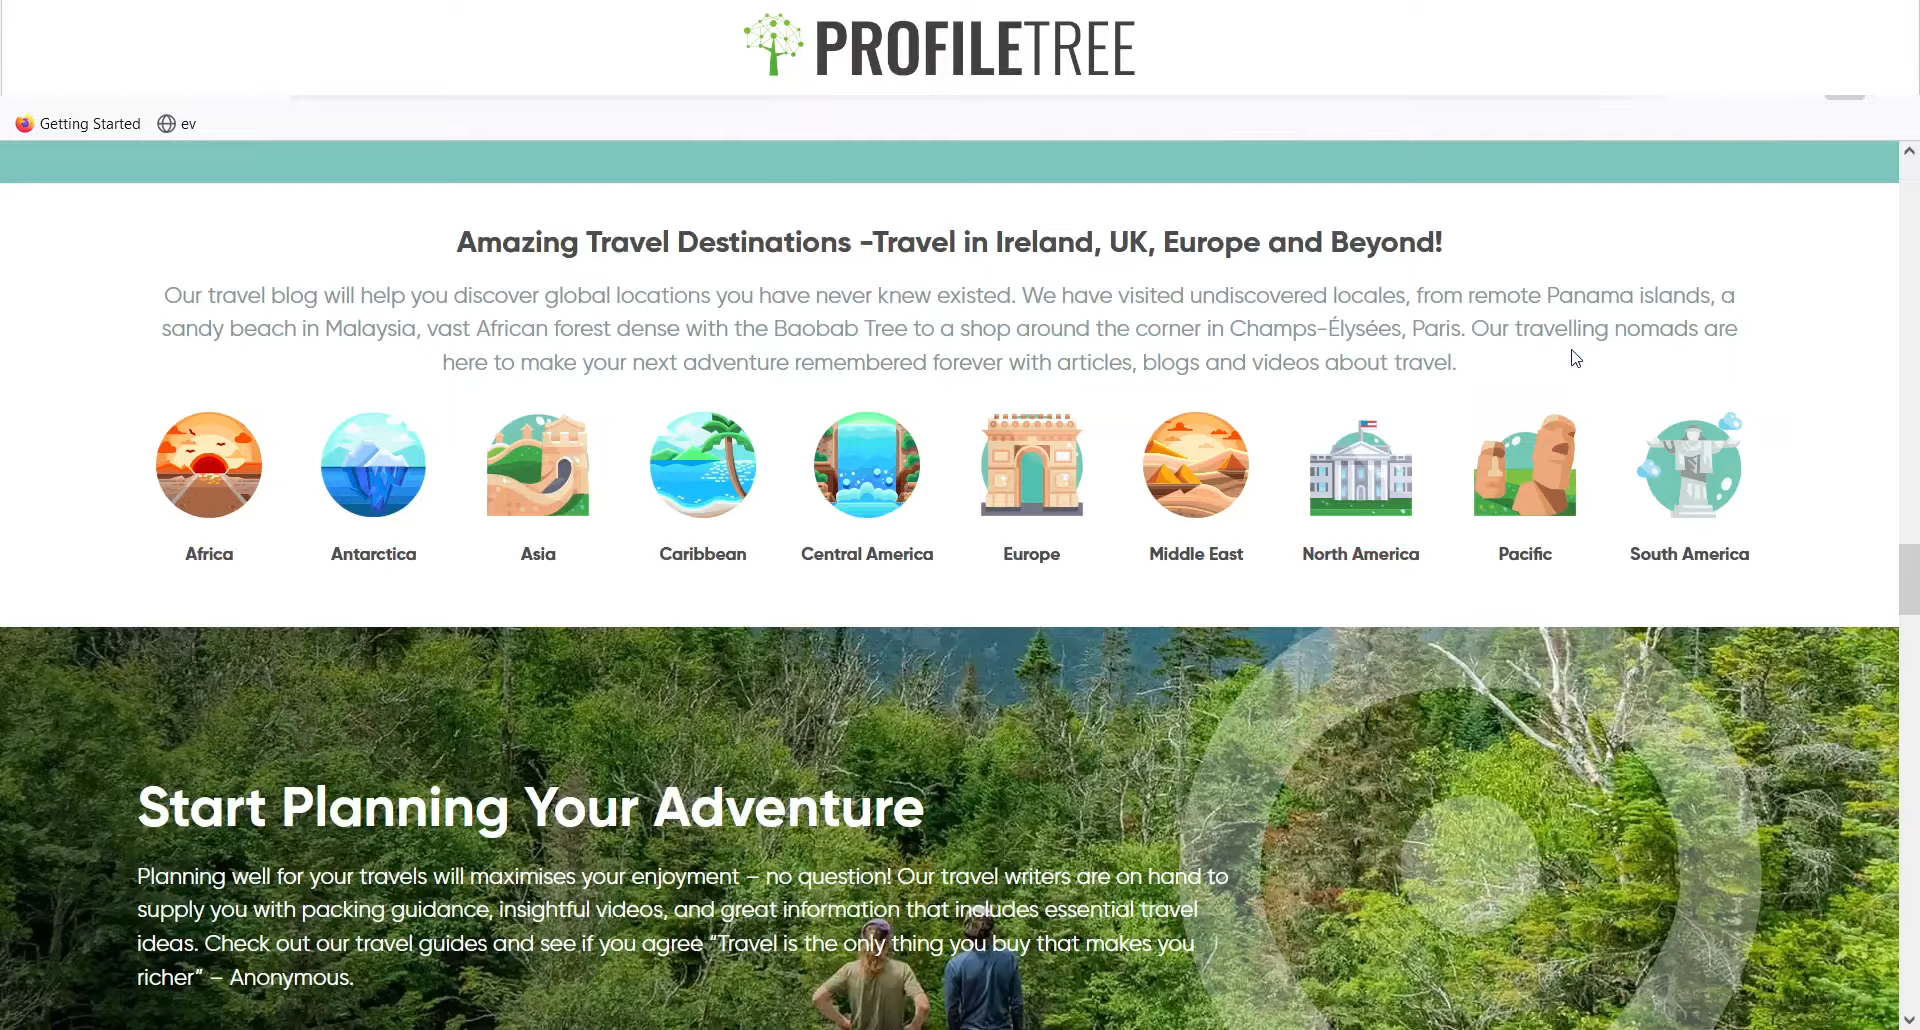 PROFILETREE
Getting Started ev
Amazing Travel Destinations -Travel in Ireland, UK, Europe and Beyond!
Our travel blog will help you discover global locations you have never knew existed. We have visited undiscovered locales, from remote Panama islands, a
sandy beach in Malaysia, vast African forest dense with the Baobab Tree to a shop around the corner in Champs-Élysées, Paris. Our travelling nomads are
here to make your next adventure remembered forever with articles, blogs and videos about travel.
Africa Antarctica Asia Caribbean Central America Europe Middle East North America Pacific South America
Start Planning Your Adventure
Planning well for your travels will maximises your enjoyment – no question! Our travel writers are on hand to
supply you with packing guidance, insightful videos, and great information that includes essential travel
ideas. Check out our travel guides and see if you agree “Travel is the only thing you buy that makes you
richer” – Anonymous.